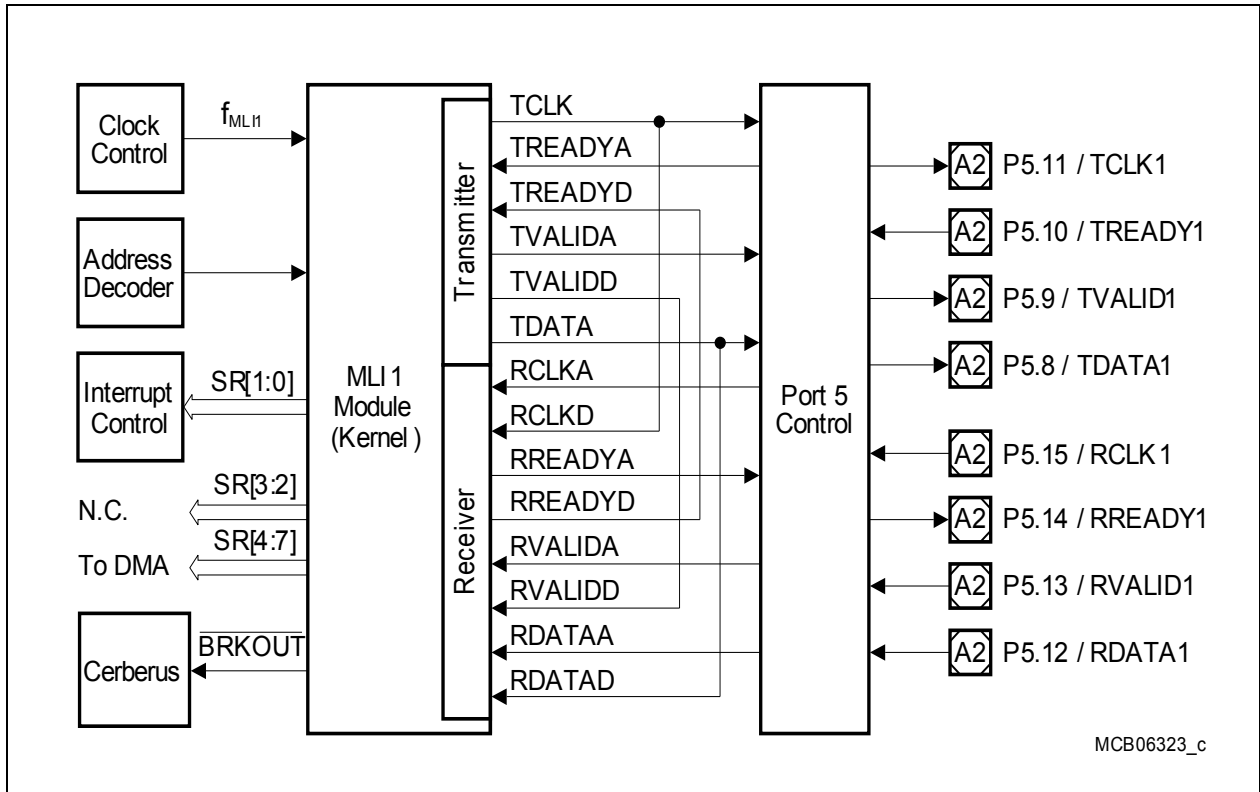 Clock
Control
fMLI1
Address
Decoder
Interrupt
Control
SR[1:0]
N.C.
SR[3:2]
To DMA
SR[4:7]
Cerberus
BRKOUT
MLI 1
Module
(Kernel)
Transmitter
Receiver
TCLK
TREADYA
TREADYD
TVALIDA
TVALIDD
TDATA
RCLKA
RCLKD
RREADYA
RREADYD
RVALIDA
RVALIDD
RDATAA
RDATAD
Port 5
Control
A2 P5.11 / TCLK1
A2 P5.10 / TREADY1
A2 P5.9 / TVALID1
A2 P5.8 / TDATA1
A2 P5.15 / RCLK1
A2 P5.14 / RREADY1
A2 P5.13 / RVALID1
A2 P5.12 / RDATA1
MCB06323_c